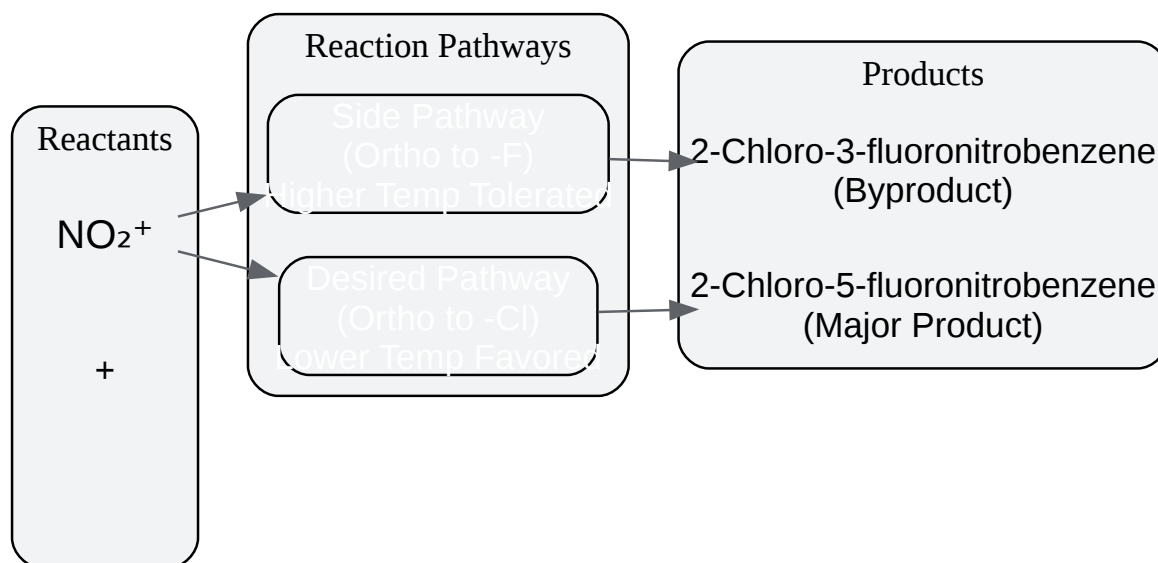 Reactants
NO₂⁺
+
Reaction Pathways
Side Pathway
(Ortho to -F)
Higher Temp Tolerated
Desired Pathway
(Ortho to -Cl)
Lower Temp Favored
Products
2-Chloro-3-fluoronitrobenzene
(Byproduct)
2-Chloro-5-fluoronitrobenzene
(Major Product)